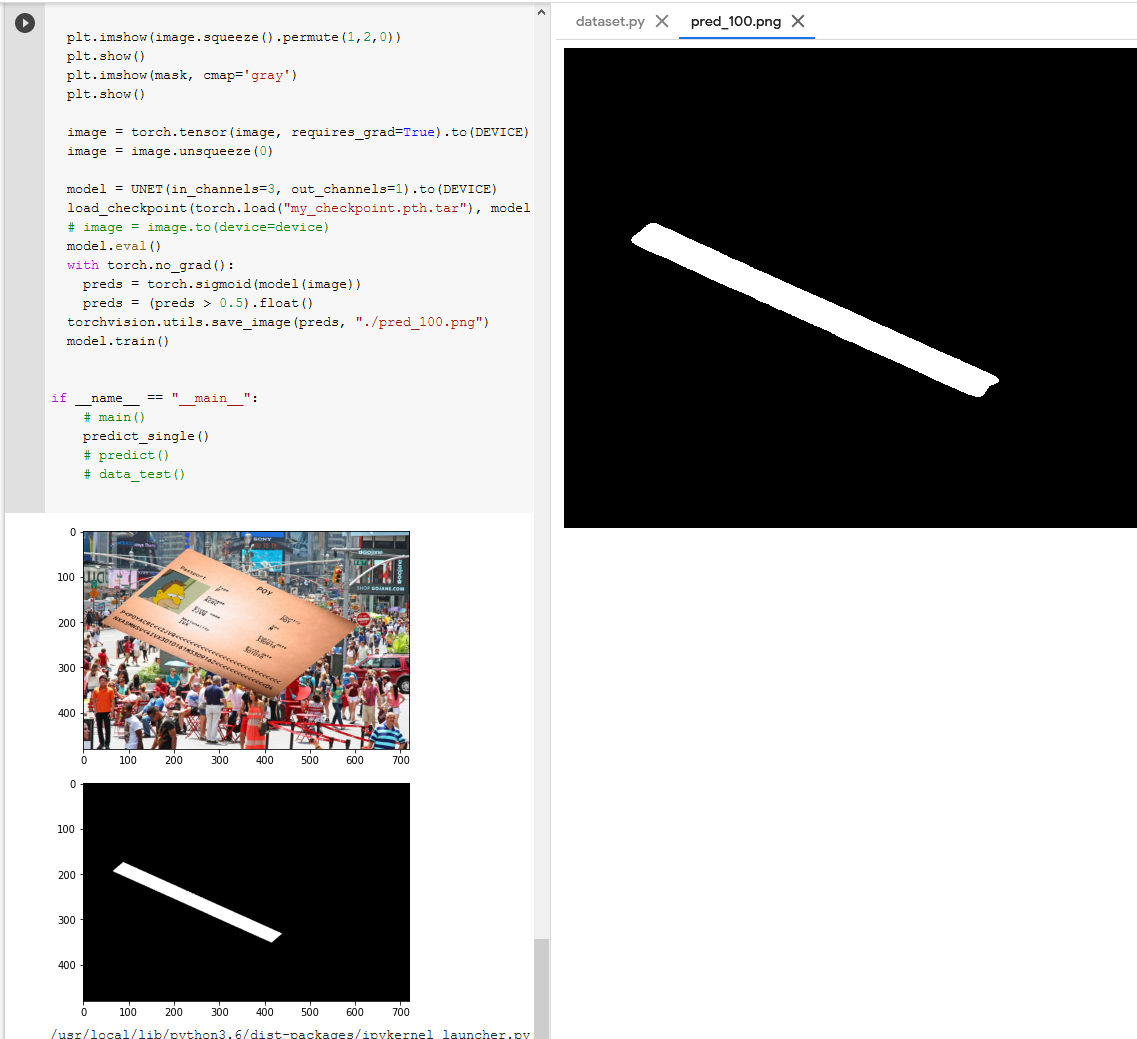 dataset.py
pred_100.png
plt.imshow(image.squeeze().permute(1,2,0))
plt.show()
plt.imshow(mask, cmap='gray')
plt.show()
image = torch.tensor(image, requires_grad=True).to(DEVICE)
image = image.unsqueeze(0)
model = UNET(in_channels=3, out_channels=1).to(DEVICE)
load_checkpoint(torch.load("my_checkpoint.pth.tar"), model
# image = image.to(device=device)
model.eval()
with torch.no_grad():
preds = torch.sigmoid(model(image))
preds = (preds > 0.5).float()
torchvision.utils.save_image(preds, "./pred_100.png")
model.train()
if __name__ == "__main__":
# main()
predict_single()
# predict()
# data_test()
0
100
200
300
400
0 100 200 300 400 500 600 700
SONY
Passport
POY
SHOP GOJANE.COM
0
100
200
300
400
0 100 200 300 400 500 600 700
/usr/local/lib/python3.6/dist-packages/ipykernel_launcher.py